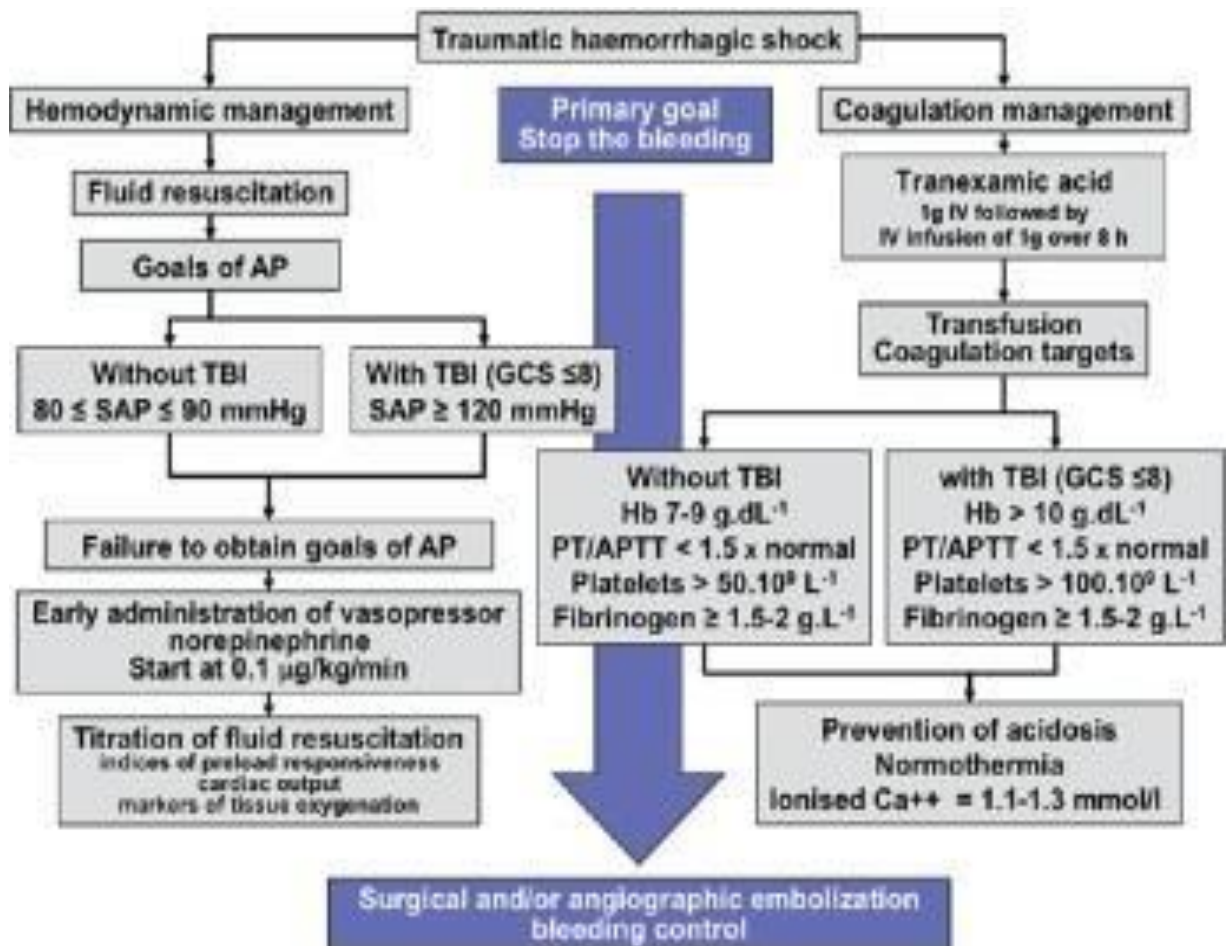 Traumatic haemorrhagic shock
Hemodynamic management
Primary goal
Stop the bleeding
Coagulation management
Fluid resuscitation
Tranexamic acid
1g IV followed by
IV infusion of 1g over 8 h
Goals of AP
Transfusion
Coagulation targets
Without TBI
80 ≤ SAP ≤ 90 mmHg
With TBI (GCS ≤8)
SAP ≥ 120 mmHg
Without TBI
Hb 7-9 g.dL⁻¹
PT/APTT < 1.5 x normal
Platelets > 50.10⁹ L⁻¹
Fibrinogen ≥ 1.5-2 g.L⁻¹
with TBI (GCS ≤8)
Hb > 10 g.dL⁻¹
PT/APTT < 1.5 x normal
Platelets > 100.10⁹ L⁻¹
Fibrinogen ≥ 1.5-2 g.L⁻¹
Failure to obtain goals of AP
Early administration of vasopressor
norepinephrine
Start at 0.1 µg/kg/min
Titration of fluid resuscitation
indices of preload responsiveness
cardiac output
markers of tissue oxygenation
Prevention of acidosis
Normothermia
Ionised Ca++ = 1.1-1.3 mmol/l
Surgical and/or angiographic embolization
bleeding control